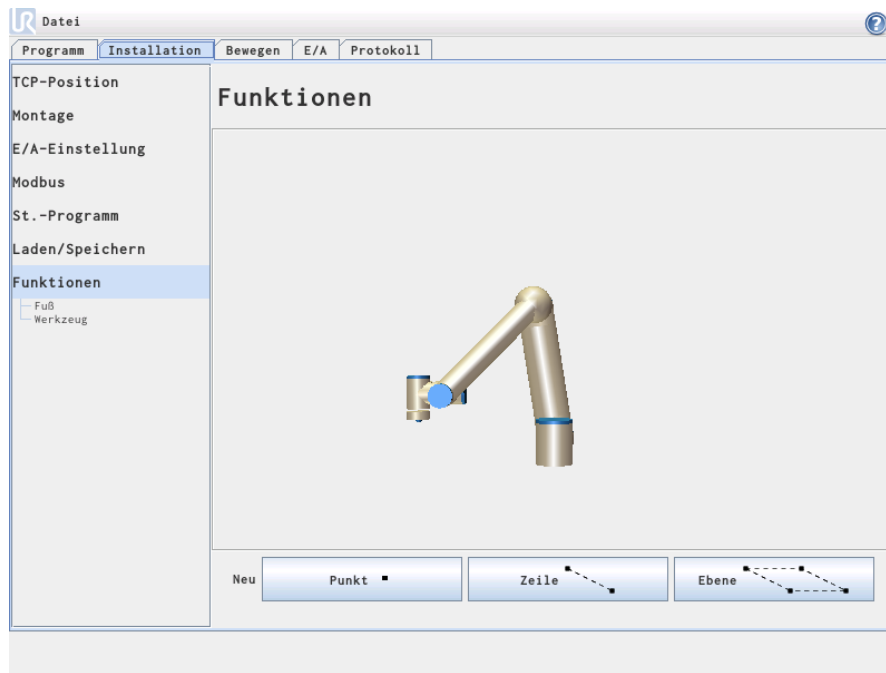 UR Datei ?
Programm Installation Bewegen E/A Protokoll
TCP-Position
Montage
E/A-Einstellung
Modbus
St.-Programm
Laden/Speichern
Funktionen
Fuß
Werkzeug
Funktionen
Neu Punkt Zeile Ebene